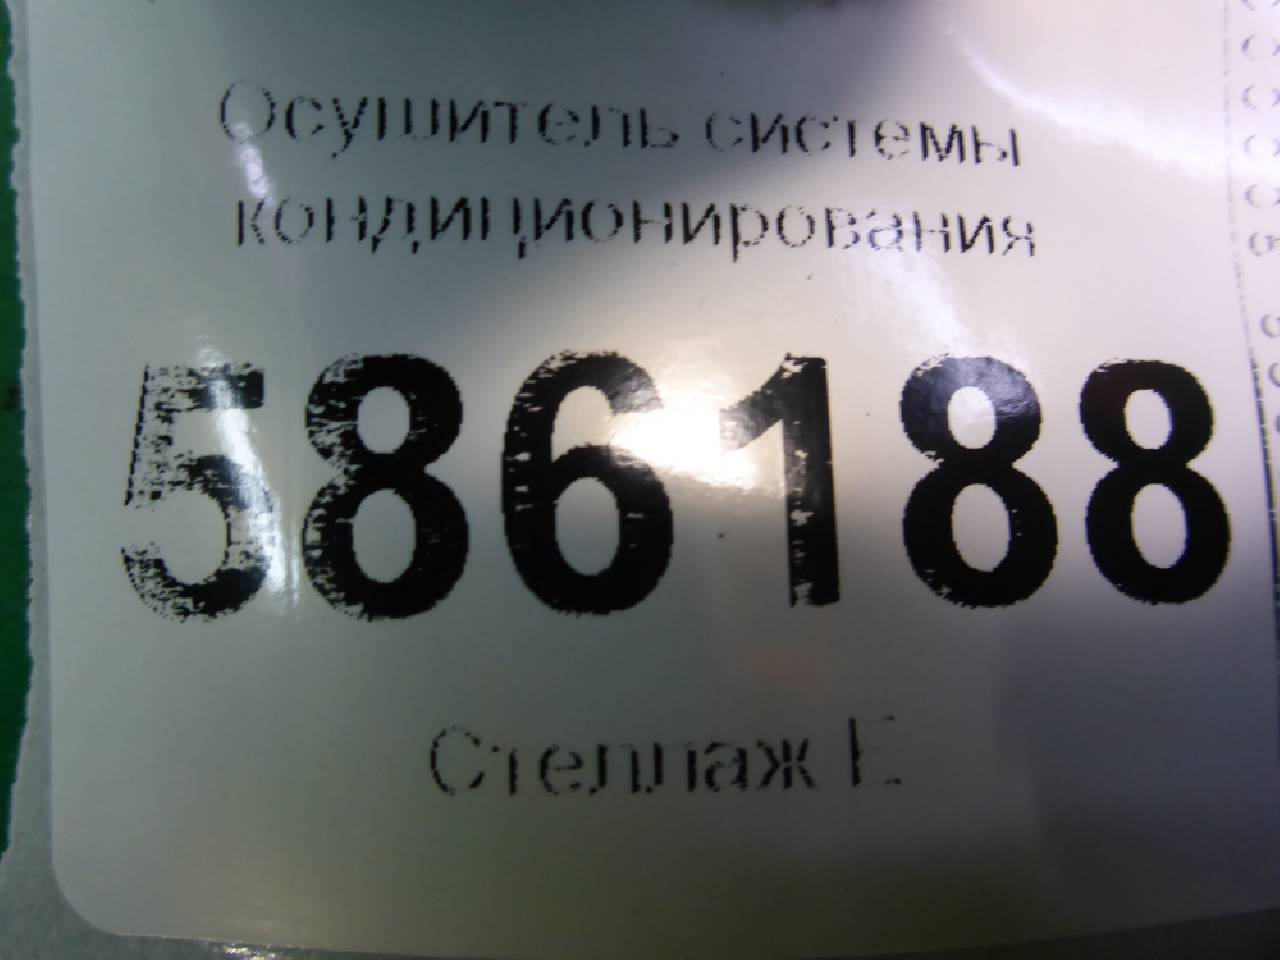 Осушитель системы
кондиционирования
586188
Стеллаж Е